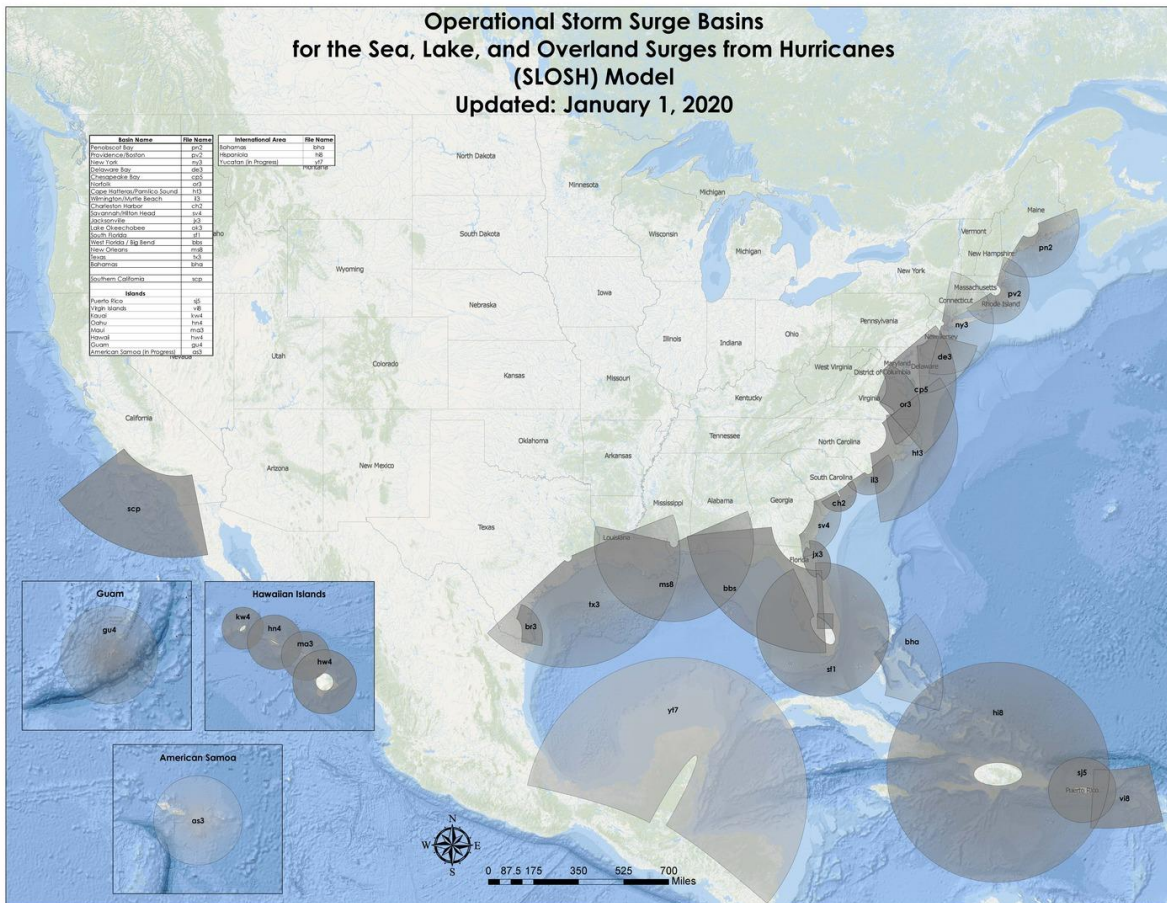 Operational Storm Surge Basins
for the Sea, Lake, and Overland Surges from Hurricanes
(SLOSH) Model
Updated: January 1, 2020
Basin Name File Name
Penobscot Bay pn2
Providence/Boston pv2
New York ny3
Delaware Bay de3
Chesapeake Bay cp5
Norfolk or3
Cape Hatteras/Pamlico Sound ht3
Wilmington/Myrtle Beach il3
Charleston Harbor ch2
Savannah/Hilton Head sv4
Jacksonville jx3
Lake Okeechobee ok3
South Florida sf1
West Florida / Big Bend bbs
New Orleans ms8
Texas tx3
Bahamas bha
Southern California scp
Islands
Puerto Rico sj5
Virgin Islands vi8
Kauai kw4
Oahu hn4
Maui ma3
Hawaii hw4
Guam gu4
American Samoa (In Progress) as3
International Area File Name
Bahamas bha
Hispaniola hi8
Yucatan (In Progress) yt7
Montana
North Dakota
Minnesota
Michigan
Maine
Vermont
pn2
aho
South Dakota
Wisconsin
Michigan
New Hampshire
Wyoming
New York
Massachusetts
pv2
Connecticut
Rhode Island
Nebraska
Iowa
Pennsylvania
ny3
Nevada
Utah
Colorado
Illinois
Indiana
Ohio
New Jersey
de3
Kansas
Missouri
West Virginia
Maryland
Delaware
District of Columbia
cp5
Kentucky
Virginia
or3
California
Oklahoma
Tennessee
North Carolina
ht3
Arizona
New Mexico
Arkansas
South Carolina
il3
scp
Texas
Mississippi
Alabama
Georgia
ch2
sv4
Louisiana
Florida
jx3
ms8
bbs
tx3
br3
bha
sf1
yt7
hi8
sj5
Puerto Rico
vi8
Guam
gu4
Hawaiian Islands
kw4
hn4
ma3
hw4
American Samoa
as3
N
W E
S
0 87.5 175 350 525 700
Miles